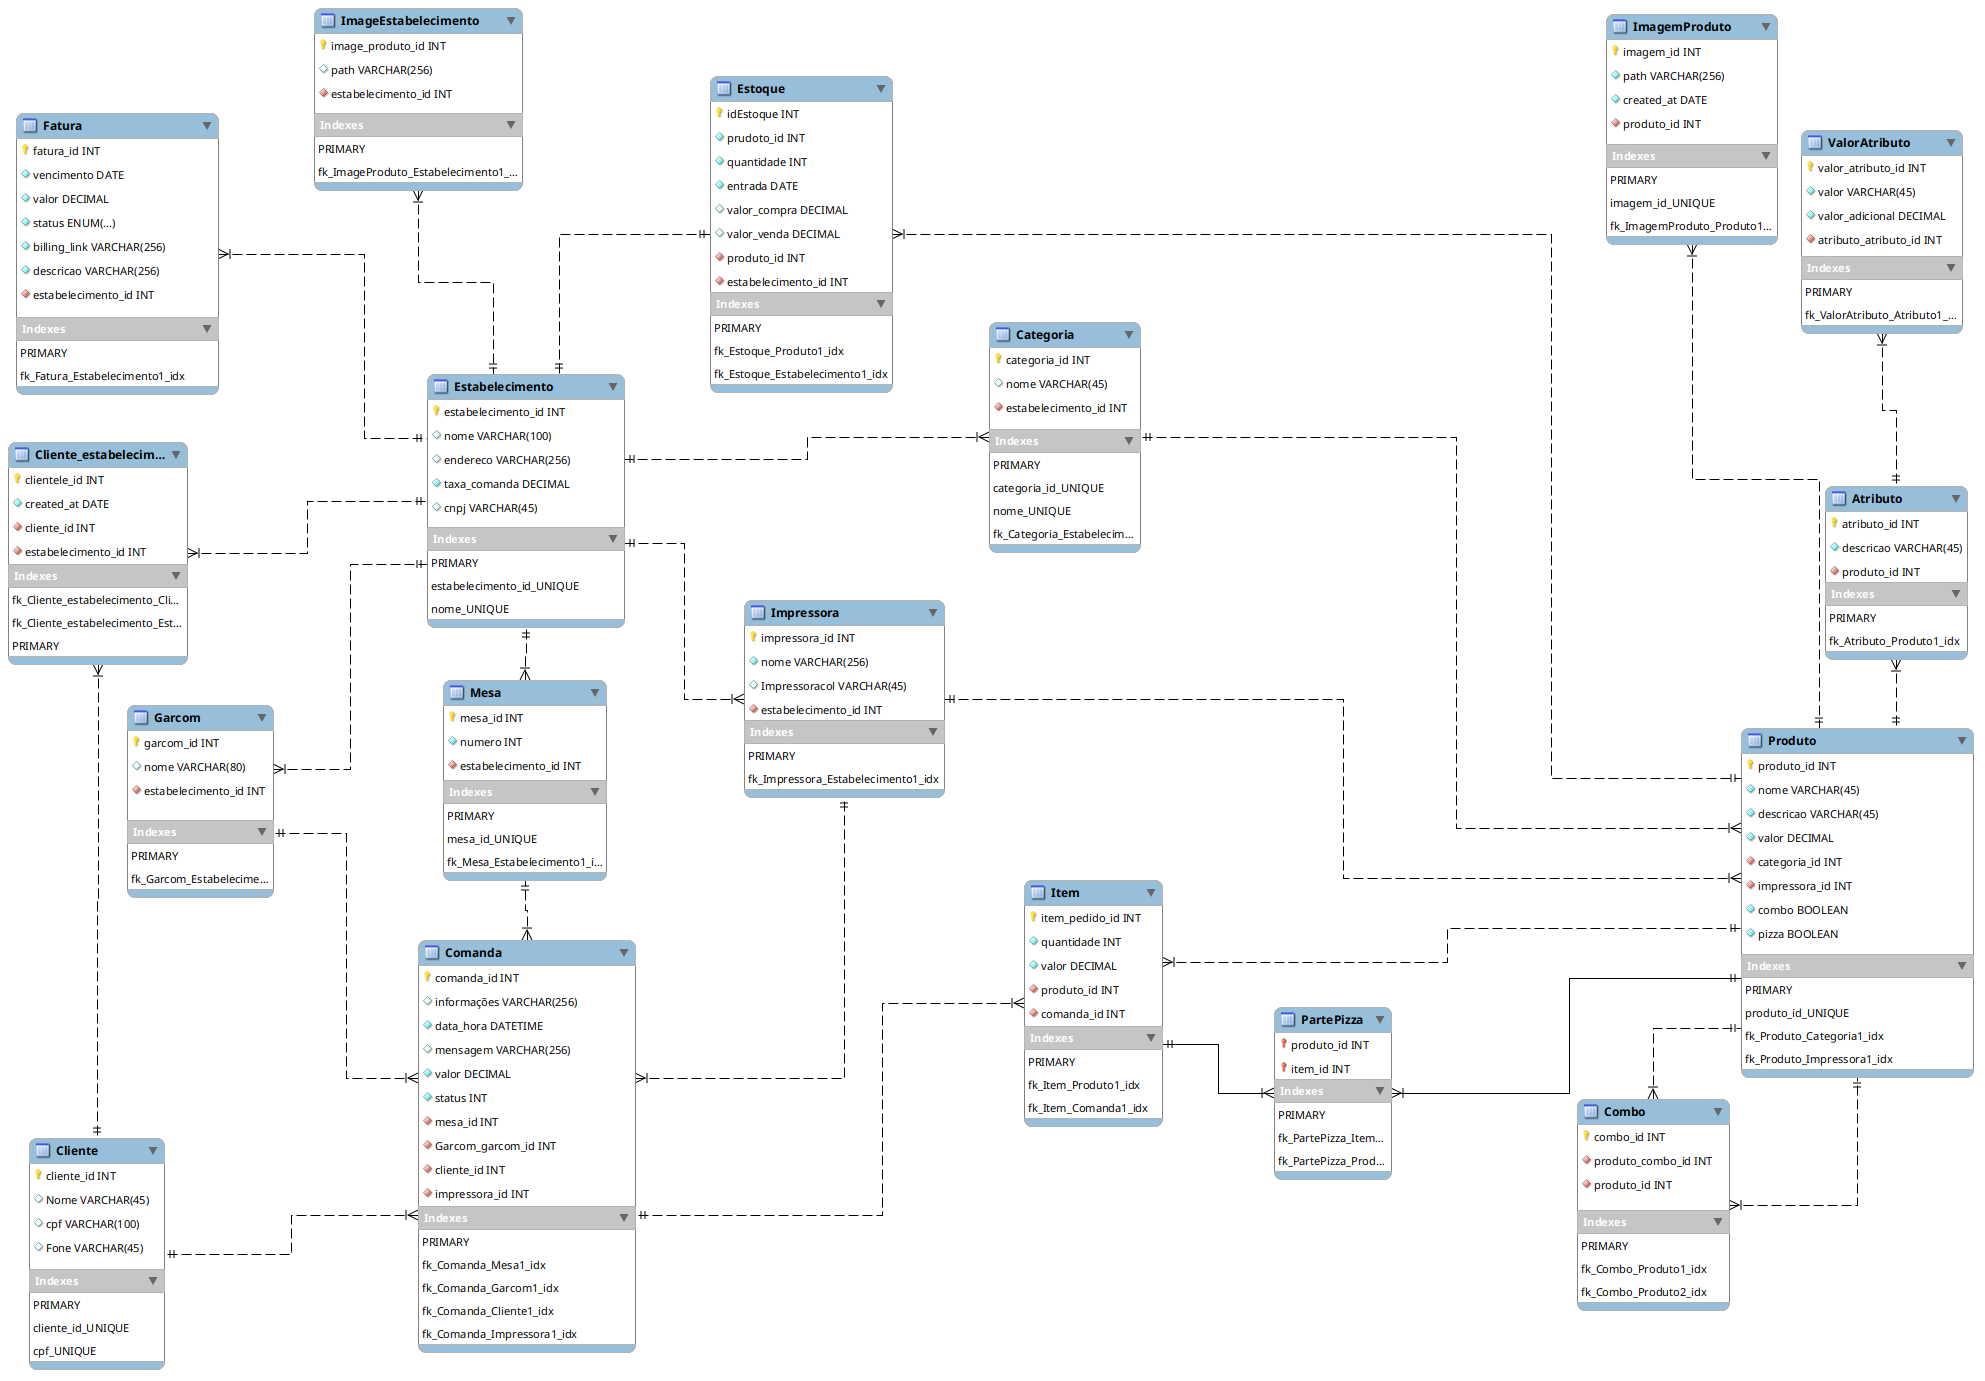 ImageEstabelecimento
image_produto_id INT
path VARCHAR(256)
estabelecimento_id INT
Indexes
PRIMARY
fk_ImageProduto_Estabelecimento1_...
ImagemProduto
imagem_id INT
path VARCHAR(256)
created_at DATE
produto_id INT
Indexes
PRIMARY
imagem_id_UNIQUE
fk_ImagemProduto_Produto1...
Estoque
idEstoque INT
prudoto_id INT
quantidade INT
entrada DATE
valor_compra DECIMAL
valor_venda DECIMAL
produto_id INT
estabelecimento_id INT
Indexes
PRIMARY
fk_Estoque_Produto1_idx
fk_Estoque_Estabelecimento1_idx
Fatura
fatura_id INT
vencimento DATE
valor DECIMAL
status ENUM(...)
billing_link VARCHAR(256)
descricao VARCHAR(256)
estabelecimento_id INT
Indexes
PRIMARY
fk_Fatura_Estabelecimento1_idx
ValorAtributo
valor_atributo_id INT
valor VARCHAR(45)
valor_adicional DECIMAL
atributo_atributo_id INT
Indexes
PRIMARY
fk_ValorAtributo_Atributo1_...
Categoria
categoria_id INT
nome VARCHAR(45)
estabelecimento_id INT
Indexes
PRIMARY
categoria_id_UNIQUE
nome_UNIQUE
fk_Categoria_Estabelecim...
Estabelecimento
estabelecimento_id INT
nome VARCHAR(100)
endereco VARCHAR(256)
taxa_comanda DECIMAL
cnpj VARCHAR(45)
Indexes
PRIMARY
estabelecimento_id_UNIQUE
nome_UNIQUE
Cliente_estabelecim...
clientele_id INT
created_at DATE
cliente_id INT
estabelecimento_id INT
Indexes
fk_Cliente_estabelecimento_Cli...
fk_Cliente_estabelecimento_Est...
PRIMARY
Atributo
atributo_id INT
descricao VARCHAR(45)
produto_id INT
Indexes
PRIMARY
fk_Atributo_Produto1_idx
Impressora
impressora_id INT
nome VARCHAR(256)
Impressoracol VARCHAR(45)
estabelecimento_id INT
Indexes
PRIMARY
fk_Impressora_Estabelecimento1_idx
Mesa
mesa_id INT
numero INT
estabelecimento_id INT
Indexes
PRIMARY
mesa_id_UNIQUE
fk_Mesa_Estabelecimento1_i...
Garcom
garcom_id INT
nome VARCHAR(80)
estabelecimento_id INT
Indexes
PRIMARY
fk_Garcom_Estabelecime...
Produto
produto_id INT
nome VARCHAR(45)
descricao VARCHAR(45)
valor DECIMAL
categoria_id INT
impressora_id INT
combo BOOLEAN
pizza BOOLEAN
Indexes
PRIMARY
produto_id_UNIQUE
fk_Produto_Categoria1_idx
fk_Produto_Impressora1_idx
Item
item_pedido_id INT
quantidade INT
valor DECIMAL
produto_id INT
comanda_id INT
Indexes
PRIMARY
fk_Item_Produto1_idx
fk_Item_Comanda1_idx
Comanda
comanda_id INT
informações VARCHAR(256)
data_hora DATETIME
mensagem VARCHAR(256)
valor DECIMAL
status INT
mesa_id INT
Garcom_garcom_id INT
cliente_id INT
impressora_id INT
Indexes
PRIMARY
fk_Comanda_Mesa1_idx
fk_Comanda_Garcom1_idx
fk_Comanda_Cliente1_idx
fk_Comanda_Impressora1_idx
PartePizza
produto_id INT
item_id INT
Indexes
PRIMARY
fk_PartePizza_Item...
fk_PartePizza_Prod...
Combo
combo_id INT
produto_combo_id INT
produto_id INT
Indexes
PRIMARY
fk_Combo_Produto1_idx
fk_Combo_Produto2_idx
Cliente
cliente_id INT
Nome VARCHAR(45)
cpf VARCHAR(100)
Fone VARCHAR(45)
Indexes
PRIMARY
cliente_id_UNIQUE
cpf_UNIQUE